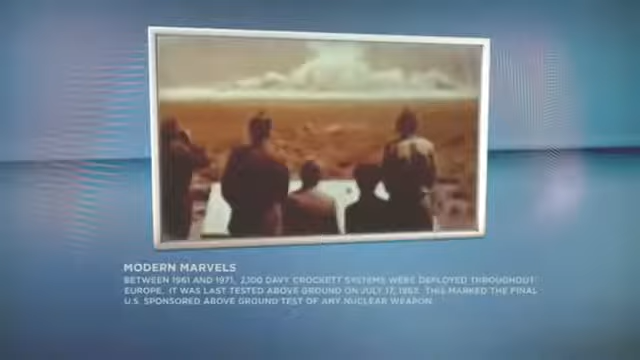 MODERN MARVELS
BETWEEN 1961 AND 1971, 2,100 DAVY CROCKETT SYSTEMS WERE DEPLOYED THROUGHOUT
EUROPE. IT WAS LAST TESTED ABOVE GROUND ON JULY 17, 1962. THIS MARKED THE FINAL
U.S. SPONSORED ABOVE GROUND TEST OF ANY NUCLEAR WEAPON.